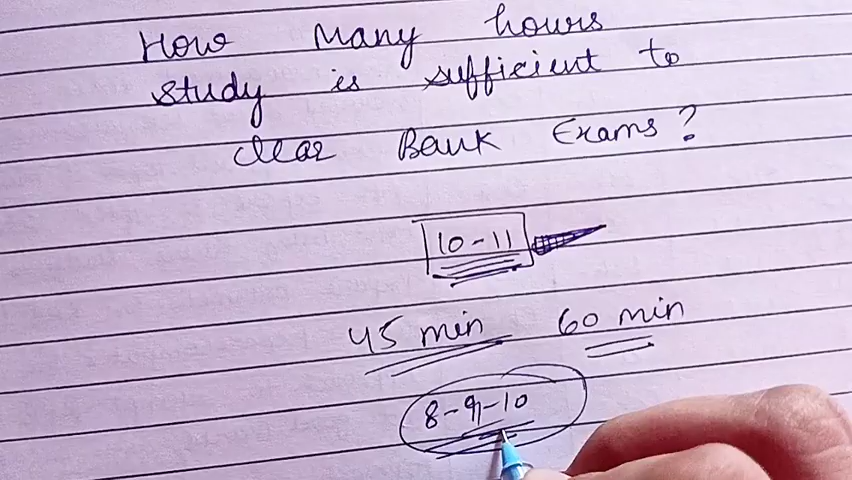 How Many hours
study is sufficient to
clear Bank Exams?
10-11
45 min 60 min
8-9-10